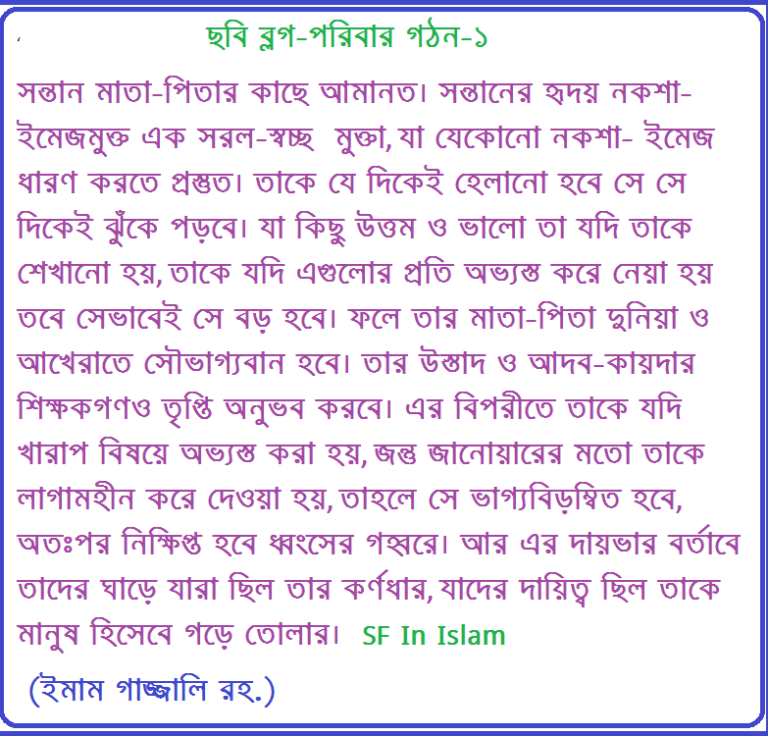 ছবি ব্লগ-পরিবার গঠন-১
সন্তান মাতা-পিতার কাছে আমানত। সন্তানের হৃদয় নকশা-
ইমেজমুক্ত এক সরল-স্বচ্ছ মুক্তা, যা যেকোনো নকশা- ইমেজ
ধারণ করতে প্রস্তুত। তাকে যে দিকেই হেলানো হবে সে সে
দিকেই ঝুঁকে পড়বে। যা কিছু উত্তম ও ভালো তা যদি তাকে
শেখানো হয়, তাকে যদি এগুলোর প্রতি অভ্যস্ত করে নেয়া হয়
তবে সেভাবেই সে বড় হবে। ফলে তার মাতা-পিতা দুনিয়া ও
আখেরাতে সৌভাগ্যবান হবে। তার উস্তাদ ও আদব-কায়দার
শিক্ষকগণও তৃপ্তি অনুভব করবে। এর বিপরীতে তাকে যদি
খারাপ বিষয়ে অভ্যস্ত করা হয়, জন্তু জানোয়ারের মতো তাকে
লাগামহীন করে দেওয়া হয়, তাহলে সে ভাগ্যবিড়ম্বিত হবে,
অতঃপর নিক্ষিপ্ত হবে ধ্বংসের গহ্বরে। আর এর দায়ভার বর্তাবে
তাদের ঘাড়ে যারা ছিল তার কর্ণধার, যাদের দায়িত্ব ছিল তাকে
মানুষ হিসেবে গড়ে তোলার। SF In Islam
(ইমাম গাজ্জালি রহ.)